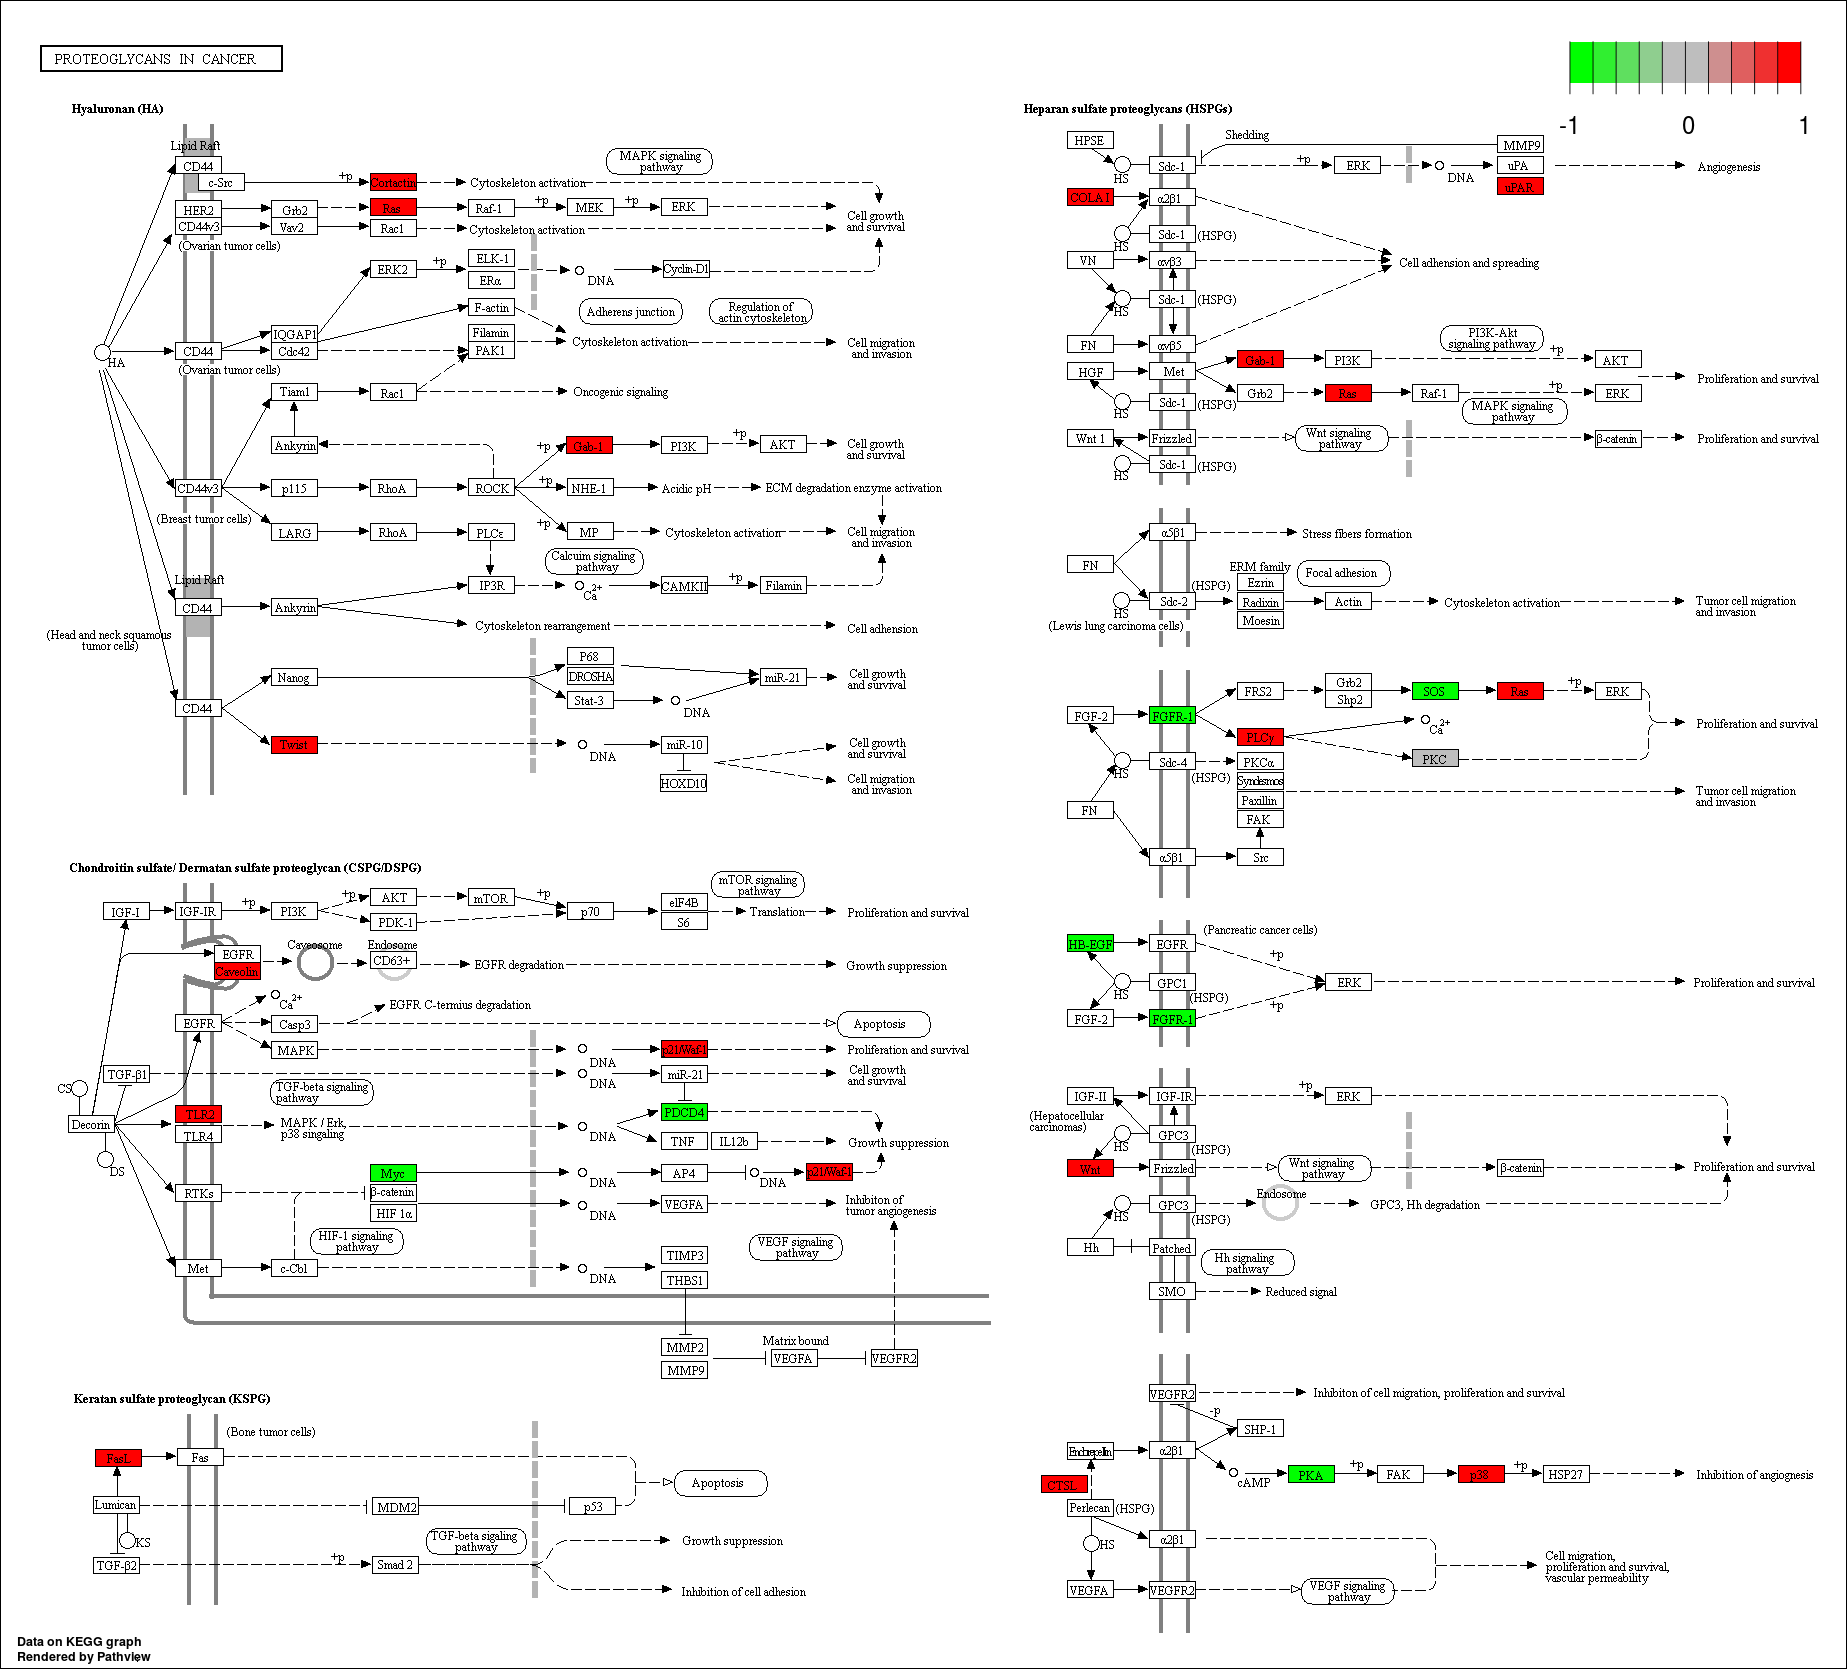 PROTEOGLYCANS IN CANCER
-1 0 1
Hyaluronan (HA)
Lipid Raft
CD44
c-Src
+p
Cortactin
Cytoskeleton activation
MAPK signaling
pathway
HER2
Grb2
Ras
Raf-1
+p
MEK
+p
ERK
Cell growth
and survival
CD44v3
Vav2
Rac1
Cytoskeleton activation
(Ovarian tumor cells)
ERK2
+p
ELK-1
ERα
DNA
Cyclin-D1
F-actin
Adherens junction
Regulation of
actin cytoskeleton
HA
IQGAP1
Filamin
CD44
Cdc42
PAK1
Cytoskeleton activation
Cell migration
and invasion
(Ovarian tumor cells)
Tiam1
Rac1
Oncogenic signaling
Ankyrin
+p
Gab-1
PI3K
+p
AKT
Cell growth
and survival
CD44v3
p115
RhoA
ROCK
+p
NHE-1
Acidic pH
ECM degradation enzyme activation
(Breast tumor cells)
LARG
RhoA
PLCε
+p
MP
Cytoskeleton activation
Cell migration
and invasion
Calcuim signaling
pathway
Lipid Raft
IP3R
Ca2+
CAMKII
+p
Filamin
CD44
Ankyrin
Cytoskeleton rearrangement
Cell adhesion
(Head and neck squamous
tumor cells)
Nanog
P68
DROSHA
Stat-3
DNA
miR-21
Cell growth
and survival
CD44
Twist
DNA
miR-10
HOXD10
Cell growth
and survival
Cell migration
and invasion
Chondroitin sulfate/ Dermatan sulfate proteoglycan (CSPG/DSPG)
IGF-I
IGF-IR
+p
PI3K
+p
AKT
PDK-1
mTOR
+p
p70
eIF4B
S6
mTOR signaling
pathway
Translation
Proliferation and survival
EGFR
Caveolin
Caveosome
Endosome
CD63+
EGFR degradation
Growth suppression
Ca2+
EGFR C-termius degradation
EGFR
Casp3
Apoptosis
MAPK
DNA
p21/Waf-1
Proliferation and survival
TGF-β1
DNA
miR-21
Cell growth
and survival
CS
Decorin
DS
TGF-beta signaling
pathway
TLR2
TLR4
MAPK / Erk,
p38 singaling
DNA
PDCD4
TNF
IL12b
Growth suppression
Myc
β-catenin
HIF 1α
DNA
AP4
DNA
p21/Waf-1
RTKs
DNA
VEGFA
Inhibiton of
tumor angiogenesis
HIF-1 signaling
pathway
VEGF signaling
pathway
Met
c-Cbl
DNA
TIMP3
THBS1
MMP2
MMP9
Matrix bound
VEGFA
VEGFR2
Keratan sulfate proteoglycan (KSPG)
(Bone tumor cells)
FasL
Fas
Apoptosis
Lumican
MDM2
p53
KS
TGF-β2
+p
Smad 2
TGF-beta sigaling
pathway
Growth suppression
Inhibition of cell adhesion
Data on KEGG graph
Rendered by Pathview
Heparan sulfate proteoglycans (HSPGs)
HPSE
HS
Sdc-1
Shedding
+p
ERK
DNA
MMP9
uPA
uPAR
Angiogenesis
COLA1
α2β1
HS
Sdc-1
(HSPG)
VN
αvβ3
Cell adhesion and spreading
HS
Sdc-1
(HSPG)
FN
αvβ5
PI3K-Akt
signaling pathway
HGF
Met
Gab-1
PI3K
+p
AKT
Grb2
Ras
Raf-1
+p
ERK
Proliferation and survival
HS
Sdc-1
(HSPG)
MAPK signaling
pathway
Wnt 1
Frizzled
Wnt signaling
pathway
β-catenin
Proliferation and survival
HS
Sdc-1
(HSPG)
α5β1
Stress fibers formation
FN
ERM family
Focal adhesion
(HSPG)
Ezrin
HS
Sdc-2
Radixin
Actin
Cytoskeleton activation
Tumor cell migration
and invasion
Moesin
(Lewis lung carcinoma cells)
FRS2
Grb2
Shp2
SOS
Ras
+p
ERK
FGF-2
FGFR-1
PLCγ
Ca2+
PKC
Proliferation and survival
HS
Sdc-4
(HSPG)
PKCα
Syndesmos
Paxillin
FAK
Tumor cell migration
and invasion
FN
α5β1
Src
(Pancreatic cancer cells)
HB-EGF
EGFR
+p
HS
GPC1
(HSPG)
ERK
Proliferation and survival
FGF-2
FGFR-1
+p
IGF-II
IGF-IR
+p
ERK
(Hepatocellular
carcinomas)
HS
GPC3
(HSPG)
Wnt
Frizzled
Wnt signaling
pathway
β-catenin
Proliferation and survival
HS
GPC3
(HSPG)
Endosome
GPC3, Hh degradation
Hh
Patched
Hh signaling
pathway
SMO
Reduced signal
VEGFR2
Inhibiton of cell migration, proliferation and survival
-p
SHP-1
Endorepellin
α2β1
cAMP
PKA
+p
FAK
p38
+p
HSP27
Inhibition of angiognesis
CTSL
Perlecan
(HSPG)
HS
α2β1
VEGFA
VEGFR2
VEGF signaling
pathway
Cell migration,
proliferation and survival,
vascular permeability